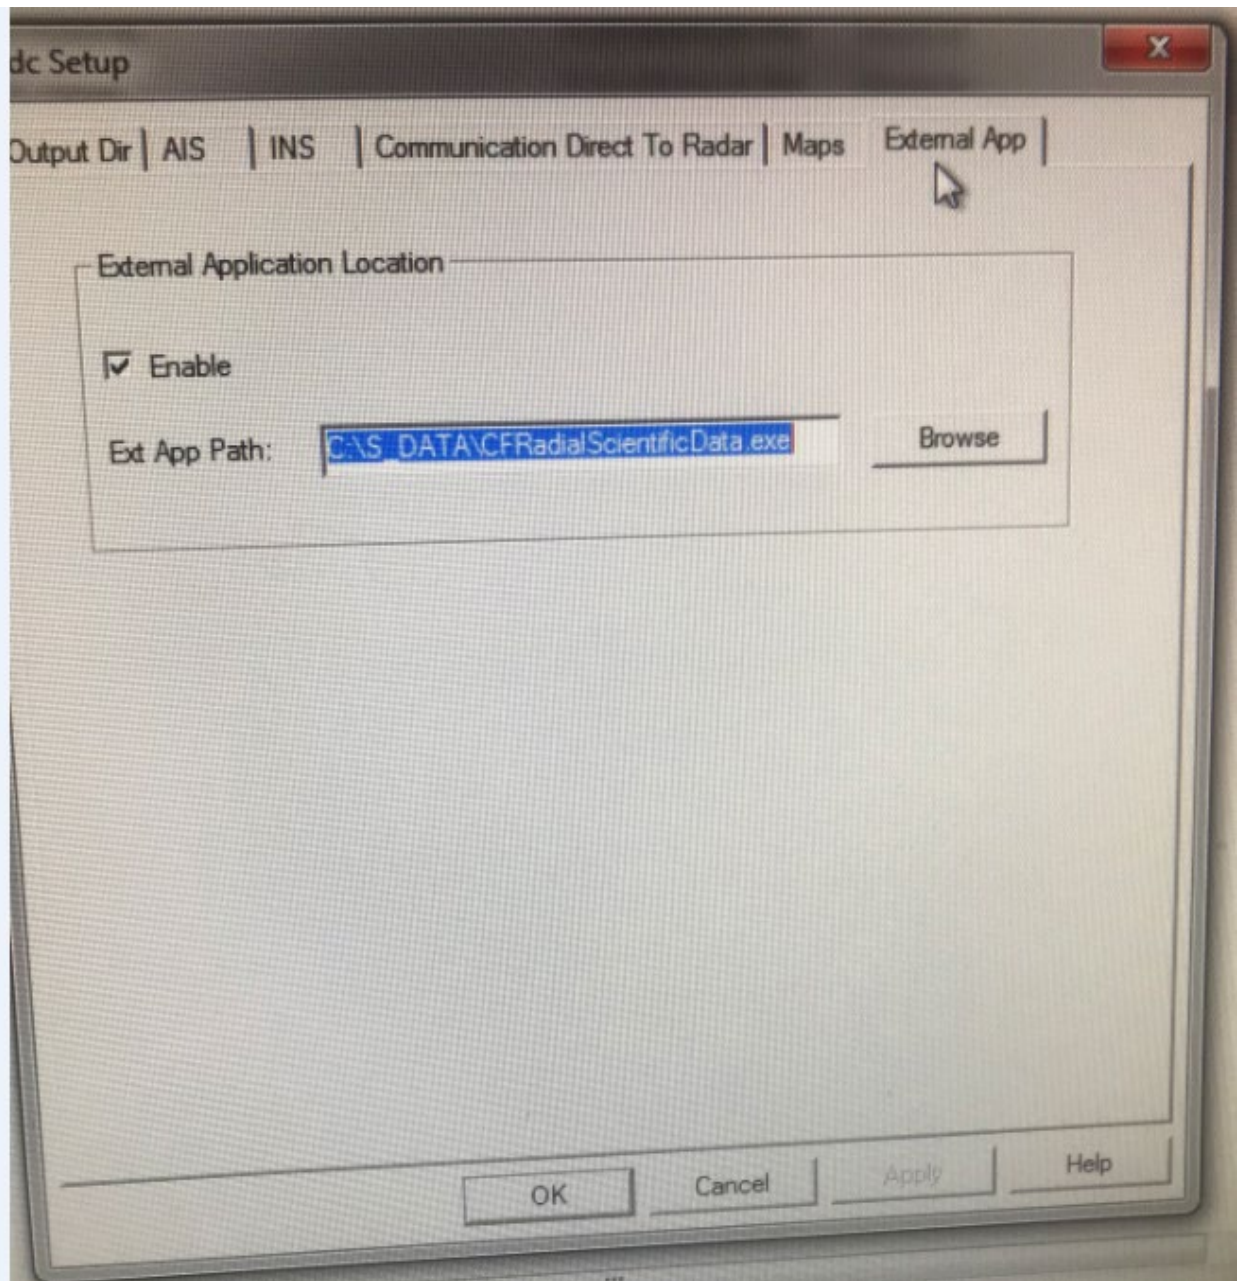 dc Setup
Output Dir AIS INS Communication Direct To Radar Maps External App
External Application Location
Enable
Ext App Path: C:\S_DATA\CFRadialScientificData.exe Browse
OK Cancel Apply Help